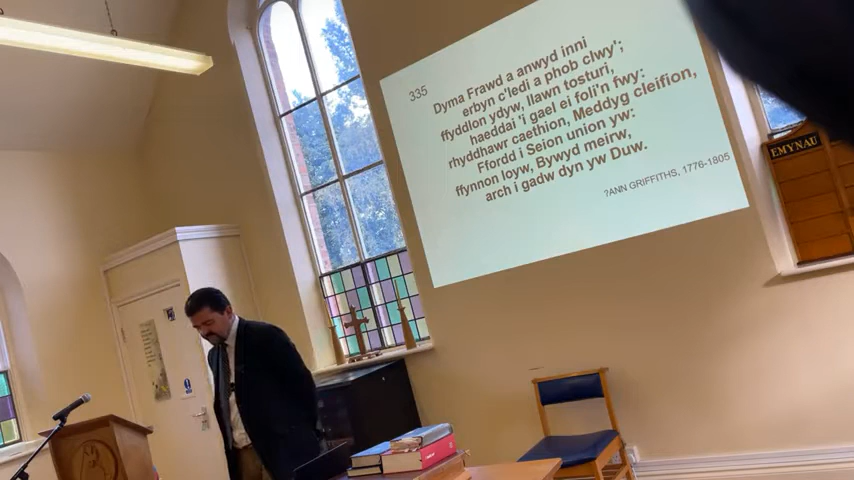 335
Dyma Frawd a anwyd inni
erbyn c'ledi a phob clwy';
ffyddlon ydyw, llawn tosturi,
haeddai 'i gael ei foli'n fwy:
rhyddhawr caethion, Meddyg cleifion,
Ffordd i Seion union yw:
ffynnon loyw, Bywyd meirw,
arch i gadw dyn yw Duw.
?ANN GRIFFITHS, 1776-1805
EMYNAU